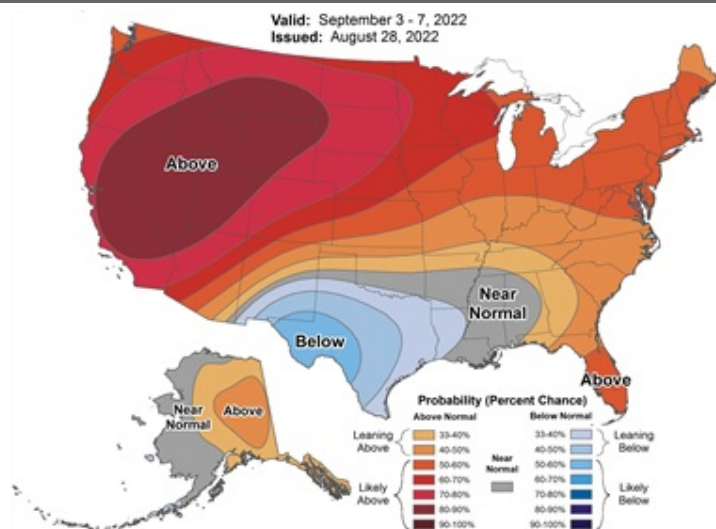 Valid: September 3 - 7, 2022
Issued: August 28, 2022
Above
Near
Normal
Below
Above
Near
Normal
Above
Probability (Percent Chance)
Above Normal
Below Normal
Leaning
Above
33-40%
40-50%
Likely
Above
50-60%
60-70%
70-80%
80-90%
90-100%
Near
Normal
33-40%
40-50%
Leaning
Below
50-60%
60-70%
70-80%
80-90%
90-100%
Likely
Below